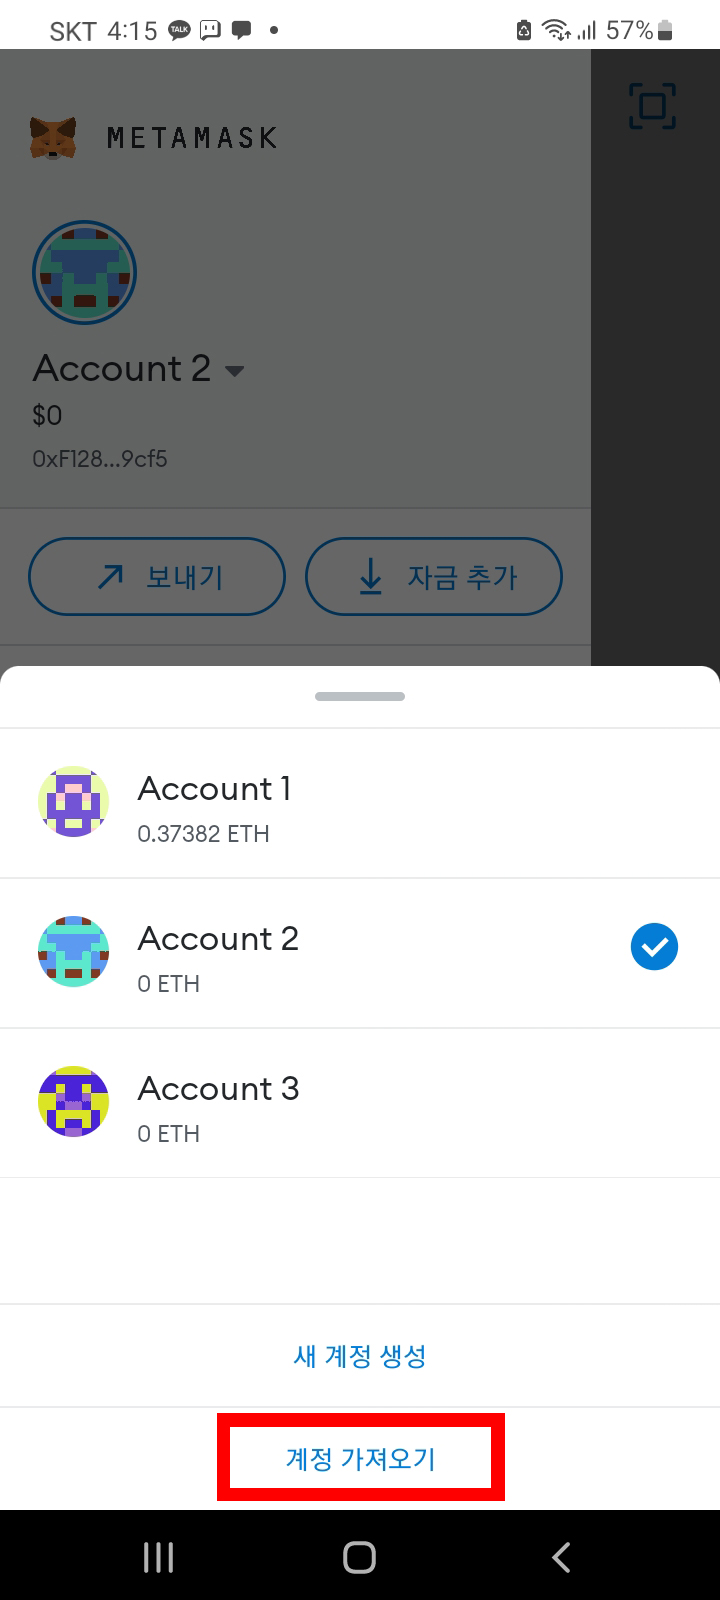 SKT 4:15 TALK 57%
METAMASK
Account 2
$0
0xF128...9cf5
보내기 자금 추가
Account 1
0.37382 ETH
Account 2
0 ETH
Account 3
0 ETH
새 계정 생성
계정 가져오기